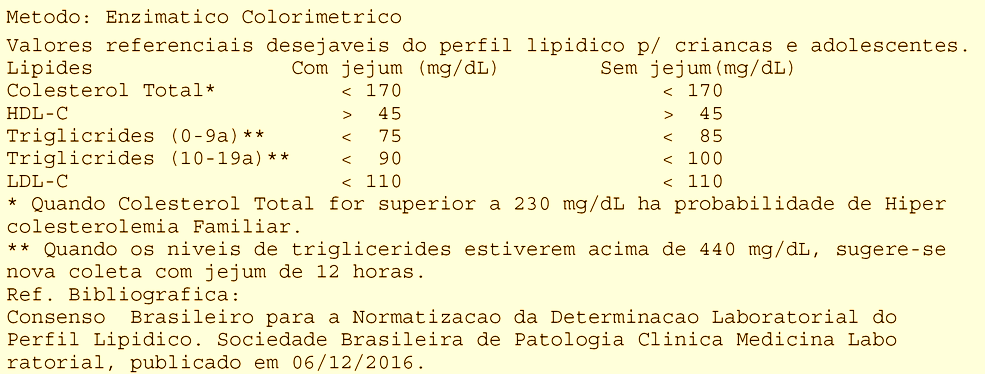 Metodo: Enzimatico Colorimetrico
Valores referenciais desejaveis do perfil lipidico p/ criancas e adolescentes.
Lipides Com jejum (mg/dL) Sem jejum(mg/dL)
Colesterol Total* < 170 < 170
HDL-C > 45 > 45
Triglicrides (0-9a)** < 75 < 85
Triglicrides (10-19a)** < 90 < 100
LDL-C < 110 < 110
* Quando Colesterol Total for superior a 230 mg/dL ha probabilidade de Hiper
colesterolemia Familiar.
** Quando os niveis de triglicerides estiverem acima de 440 mg/dL, sugere-se
nova coleta com jejum de 12 horas.
Ref. Bibliografica:
Consenso Brasileiro para a Normatizacao da Determinacao Laboratorial do
Perfil Lipidico. Sociedade Brasileira de Patologia Clinica Medicina Labo
ratorial, publicado em 06/12/2016.